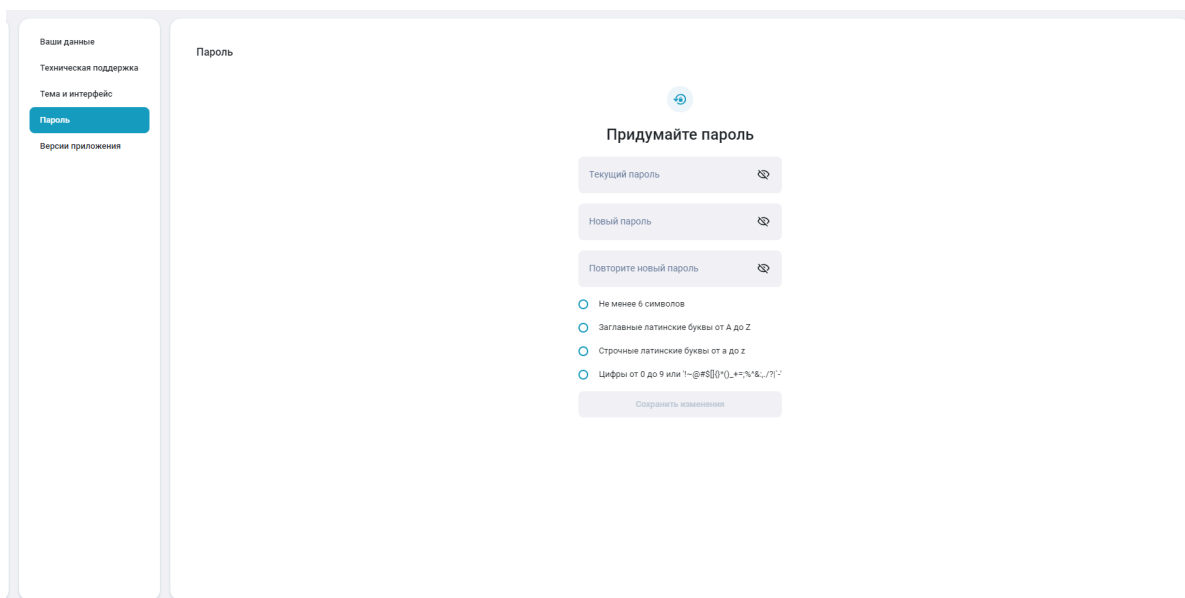 Ваши данные
Техническая поддержка
Тема и интерфейс
Пароль
Версии приложения
Пароль
Придумайте пароль
Текущий пароль
Новый пароль
Повторите новый пароль
Не менее 6 символов
Заглавные латинские буквы от A до Z
Строчные латинские буквы от a до z
Цифры от 0 до 9 или '!~@#$[]{}*()_+=;%^&:,./?|`-'
Сохранить изменения